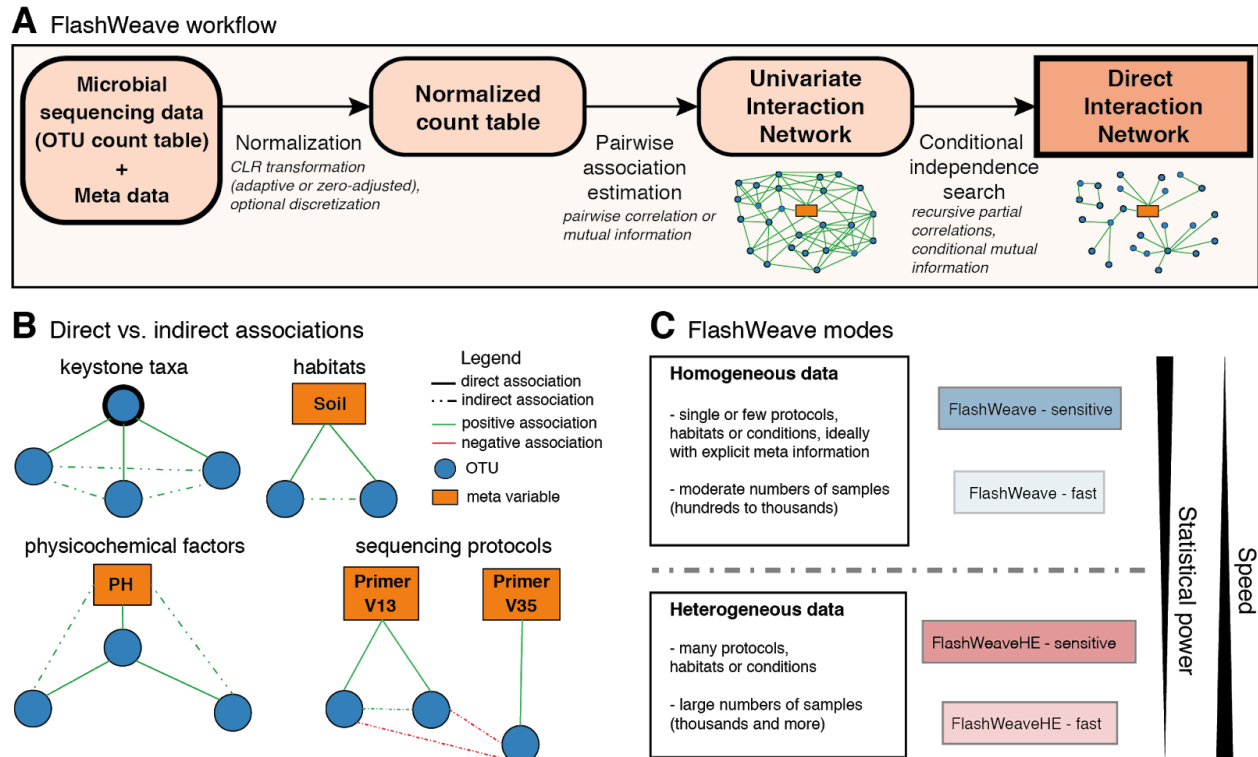 A FlashWeave workflow
Microbial
sequencing data
(OTU count table)
+
Meta data
Normalization
CLR transformation
(adaptive or zero-adjusted),
optional discretization
Normalized
count table
Pairwise
association
estimation
pairwise correlation or
mutual information
Univariate
Interaction
Network
Conditional
independence
search
recursive partial
correlations,
conditional mutual
information
Direct
Interaction
Network
B Direct vs. indirect associations
keystone taxa
habitats
Soil
Legend
direct association
indirect association
positive association
negative association
OTU
meta variable
physicochemical factors
PH
sequencing protocols
Primer
V13
Primer
V35
C FlashWeave modes
Homogeneous data
- single or few protocols,
habitats or conditions, ideally
with explicit meta information
- moderate numbers of samples
(hundreds to thousands)
FlashWeave - sensitive
FlashWeave - fast
Heterogeneous data
- many protocols,
habitats or conditions
- large numbers of samples
(thousands and more)
FlashWeaveHE - sensitive
FlashWeaveHE - fast
Statistical power
Speed